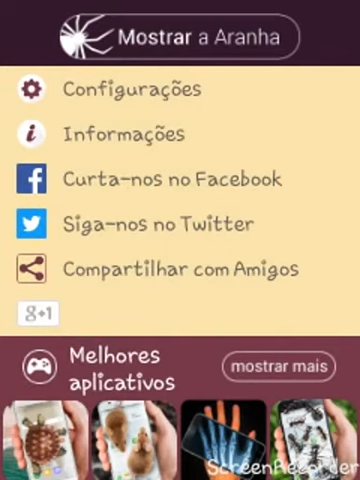 Mostrar a Aranha
Configurações
Informações
Curta-nos no Facebook
Siga-nos no Twitter
Compartilhar com Amigos
g+1
Melhores
aplicativos
mostrar mais
ScreenRecorder